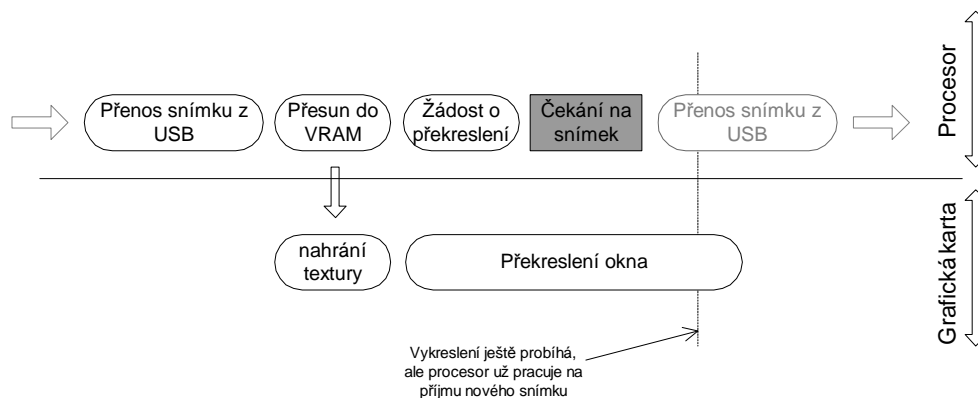 Přenos snímku z
USB
Přesun do
VRAM
Žádost o
překreslení
Čekání na
snímek
Přenos snímku z
USB
Procesor
nahrání
textury
Překreslení okna
Grafická karta
Vykreslení ještě probíhá,
ale procesor už pracuje na
příjmu nového snímku